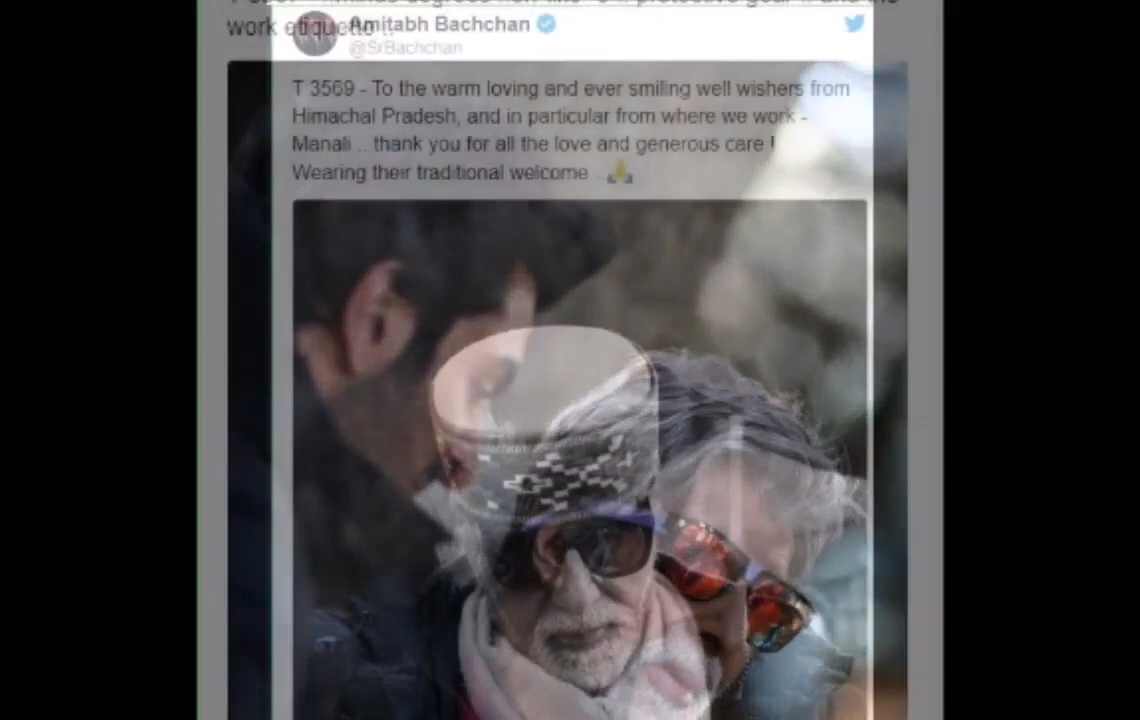 work etiquette ..
Amitabh Bachchan
@SrBachchan
T 3569 - To the warm loving and ever smiling well wishers from
Himachal Pradesh, and in particular from where we work -
Manali .. thank you for all the love and generous care !
Wearing their traditional welcome ..🙏